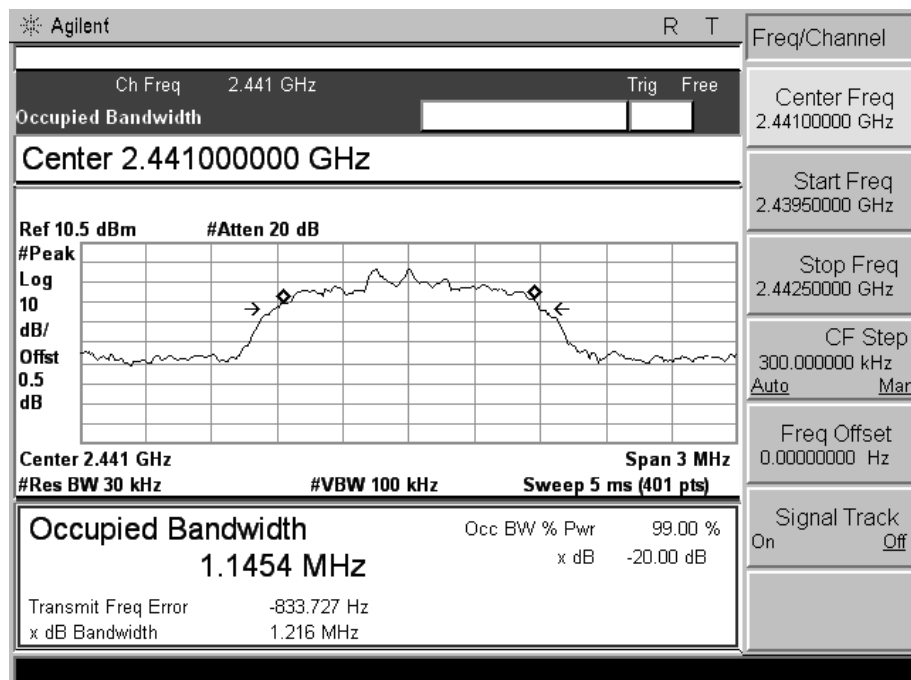 Agilent R T
Ch Freq 2.441 GHz Trig Free
Occupied Bandwidth
Center 2.441000000 GHz
Ref 10.5 dBm #Atten 20 dB
#Peak
Log
10
dB/
Offst
0.5
dB
Center 2.441 GHz Span 3 MHz
#Res BW 30 kHz #VBW 100 kHz Sweep 5 ms (401 pts)
Occupied Bandwidth
1.1454 MHz
Occ BW % Pwr 99.00 %
x dB -20.00 dB
Transmit Freq Error -833.727 Hz
x dB Bandwidth 1.216 MHz
Freq/Channel
Center Freq
2.44100000 GHz
Start Freq
2.43950000 GHz
Stop Freq
2.44250000 GHz
CF Step
300.000000 kHz
Auto Man
Freq Offset
0.00000000 Hz
Signal Track
On Off